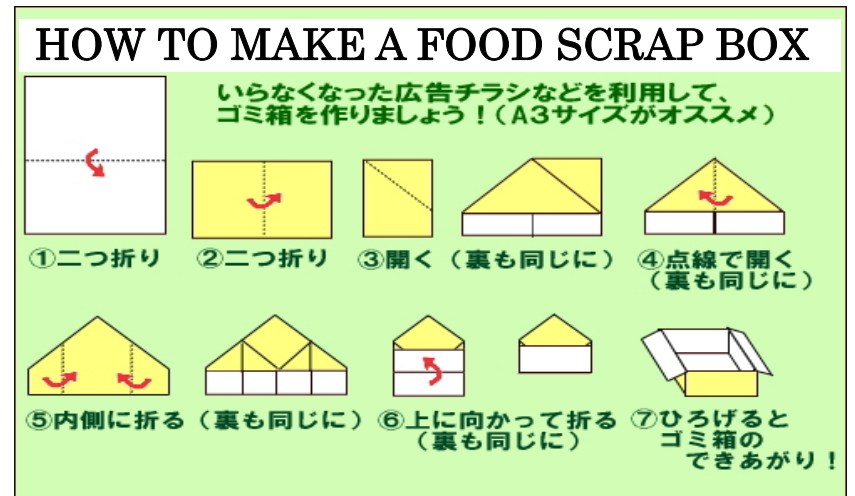 HOW TO MAKE A FOOD SCRAP BOX
いらなくなった広告チラシなどを利用して、
ゴミ箱を作りましょう！(A3サイズがオススメ)
①二つ折り
②二つ折り
③開く（裏も同じに）
④点線で開く
（裏も同じに）
⑤内側に折る（裏も同じに）
⑥上に向かって折る
（裏も同じに）
⑦ひろげると
ゴミ箱の
できあがり！